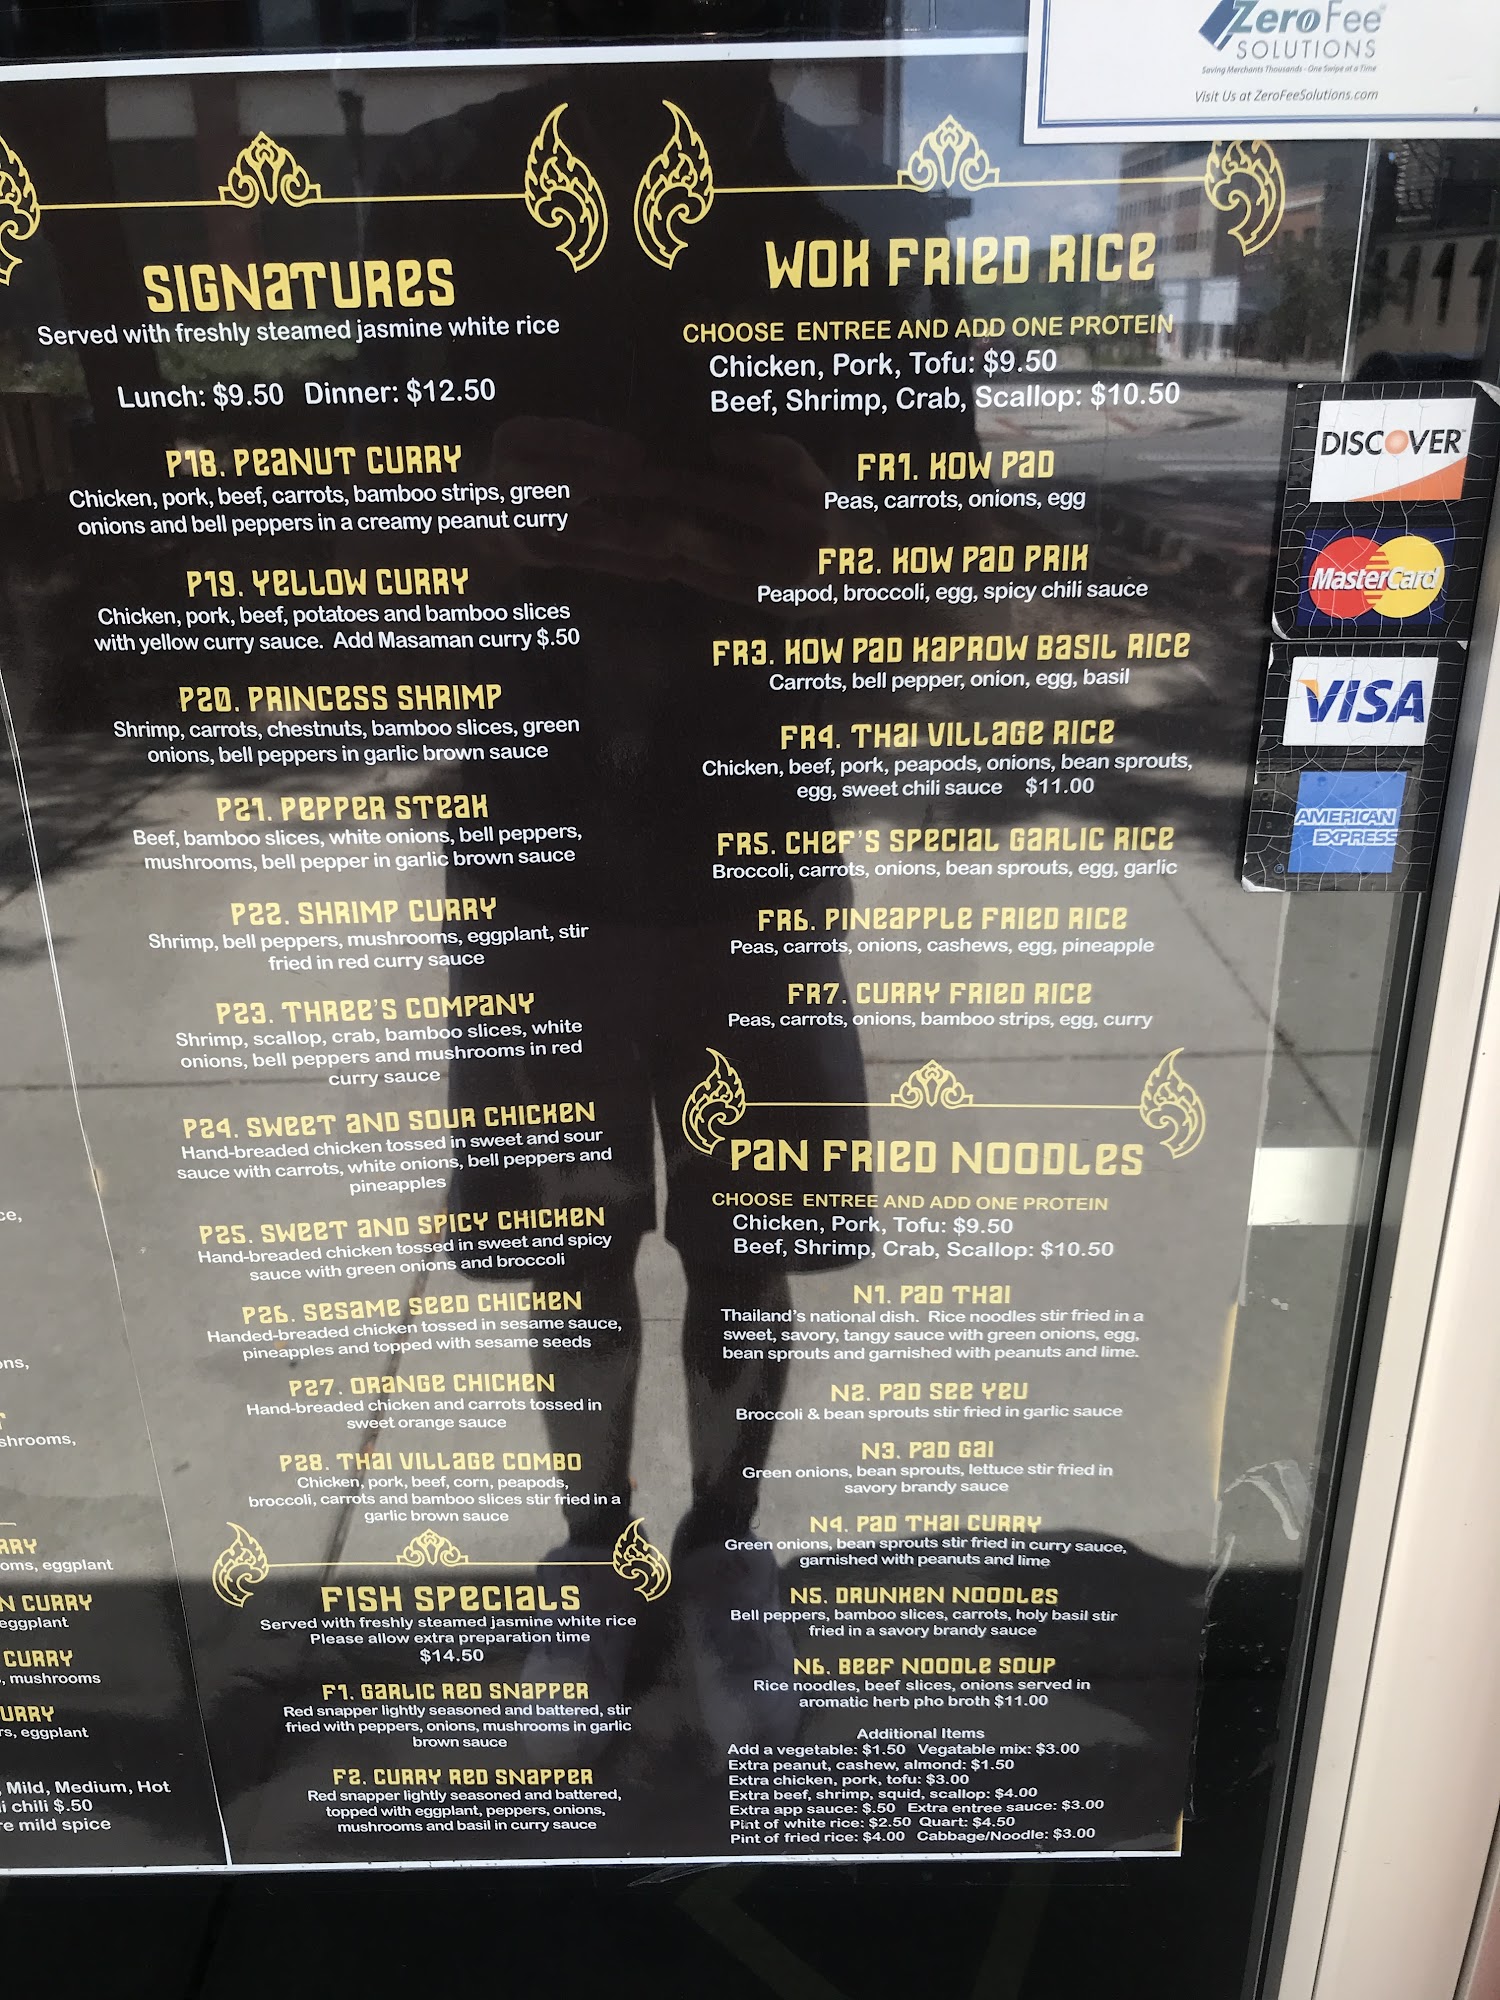 ZeroFee
SOLUTIONS
Saving Merchants Thousands - One Swipe at a Time
Visit Us at ZeroFeeSolutions.com
SIGNATURES
Served with freshly steamed jasmine white rice
Lunch: $9.50 Dinner: $12.50
P18. PEANUT CURRY
Chicken, pork, beef, carrots, bamboo strips, green
onions and bell peppers in a creamy peanut curry
P19. YELLOW CURRY
Chicken, pork, beef, potatoes and bamboo slices
with yellow curry sauce. Add Masaman curry $.50
P20. PRINCESS SHRIMP
Shrimp, carrots, chestnuts, bamboo slices, green
onions, bell peppers in garlic brown sauce
P21. PEPPER STEAK
Beef, bamboo slices, white onions, bell peppers,
mushrooms, bell pepper in garlic brown sauce
P22. SHRIMP CURRY
Shrimp, bell peppers, mushrooms, eggplant, stir
fried in red curry sauce
P23. THREE'S COMPANY
Shrimp, scallop, crab, bamboo slices, white
onions, bell peppers and mushrooms in red
curry sauce
P24. SWEET AND SOUR CHICKEN
Hand-breaded chicken tossed in sweet and sour
sauce with carrots, white onions, bell peppers and
pineapples
P25. SWEET AND SPICY CHICKEN
Hand-breaded chicken tossed in sweet and spicy
sauce with green onions and broccoli
P26. SESAME SEED CHICKEN
Handed-breaded chicken tossed in sesame sauce,
pineapples and topped with sesame seeds
P27. ORANGE CHICKEN
Hand-breaded chicken and carrots tossed in
sweet orange sauce
P28. THAI VILLAGE COMBO
Chicken, pork, beef, corn, peapods,
broccoli, carrots and bamboo slices stir fried in a
garlic brown sauce
FISH SPECIALS
Served with freshly steamed jasmine white rice
Please allow extra preparation time
$14.50
F1. GARLIC RED SNAPPER
Red snapper lightly seasoned and battered, stir
fried with peppers, onions, mushrooms in garlic
brown sauce
F2. CURRY RED SNAPPER
Red snapper lightly seasoned and battered,
topped with eggplant, peppers, onions,
mushrooms and basil in curry sauce
WOK FRIED RICE
CHOOSE ENTREE AND ADD ONE PROTEIN
Chicken, Pork, Tofu: $9.50
Beef, Shrimp, Crab, Scallop: $10.50
FR1. KOW PAD
Peas, carrots, onions, egg
FR2. KOW PAD PRIK
Peapod, broccoli, egg, spicy chili sauce
FR3. KOW PAD KAPROW BASIL RICE
Carrots, bell pepper, onion, egg, basil
FR4. THAI VILLAGE RICE
Chicken, beef, pork, peapods, onions, bean sprouts,
egg, sweet chili sauce $11.00
FR5. CHEF'S SPECIAL GARLIC RICE
Broccoli, carrots, onions, bean sprouts, egg, garlic
FR6. PINEAPPLE FRIED RICE
Peas, carrots, onions, cashews, egg, pineapple
FR7. CURRY FRIED RICE
Peas, carrots, onions, bamboo strips, egg, curry
PAN FRIED NOODLES
CHOOSE ENTREE AND ADD ONE PROTEIN
Chicken, Pork, Tofu: $9.50
Beef, Shrimp, Crab, Scallop: $10.50
N1. PAD THAI
Thailand's national dish. Rice noodles stir fried in a
sweet, savory, tangy sauce with green onions, egg,
bean sprouts and garnished with peanuts and lime.
N2. PAD SEE YEU
Broccoli & bean sprouts stir fried in garlic sauce
N3. PAD GAI
Green onions, bean sprouts, lettuce stir fried in
savory brandy sauce
N4. PAD THAI CURRY
Green onions, bean sprouts stir fried in curry sauce,
garnished with peanuts and lime
N5. DRUNKEN NOODLES
Bell peppers, bamboo slices, carrots, holy basil stir
fried in a savory brandy sauce
N6. BEEF NOODLE SOUP
Rice noodles, beef slices, onions served in
aromatic herb pho broth $11.00
Additional Items
Add a vegetable: $1.50 Vegatable mix: $3.00
Extra peanut, cashew, almond: $1.50
Extra chicken, pork, tofu: $3.00
Extra beef, shrimp, squid, scallop: $4.00
Extra app sauce: $.50 Extra entree sauce: $3.00
Pint of white rice: $2.50 Quart: $4.50
Pint of fried rice: $4.00 Cabbage/Noodle: $3.00
DISCOVER
MasterCard
VISA
AMERICAN
EXPRESS
eggplant
CURRY
eggplant
CURRY
, mushrooms
eggplant
, Mild, Medium, Hot
chili $.50
mild spice